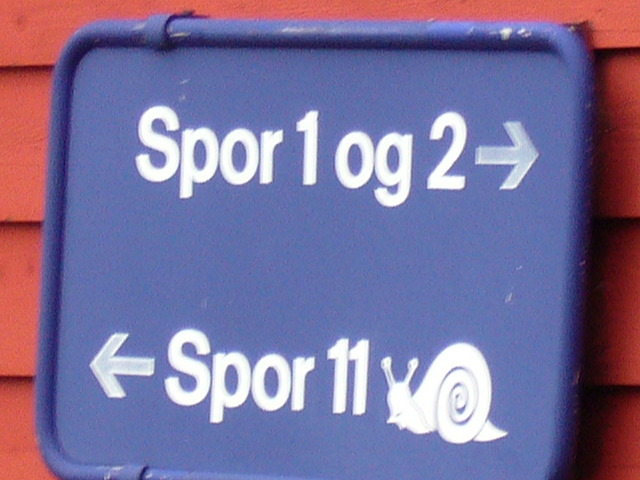 Spor 1 og 2 →
← Spor 11